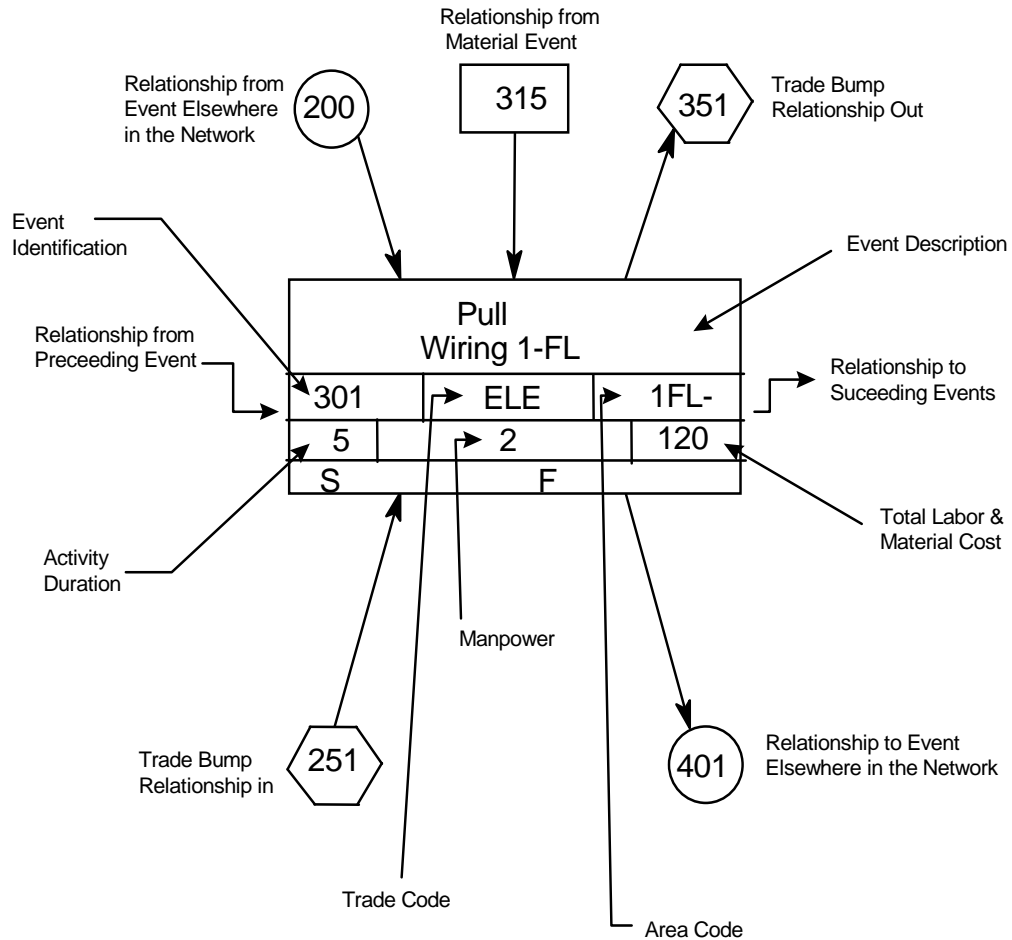 Relationship from
Material Event
Relationship from
Event Elsewhere
in the Network
200
315
351
Trade Bump
Relationship Out
Event
Identification
Event Description
Pull
Wiring 1-FL
Relationship from
Preceeding Event
Relationship to
Suceeding Events
301
ELE
1FL-
5
2
120
S
F
Total Labor &
Material Cost
Activity
Duration
Manpower
Trade Bump
Relationship in
251
401
Relationship to Event
Elsewhere in the Network
Trade Code
Area Code